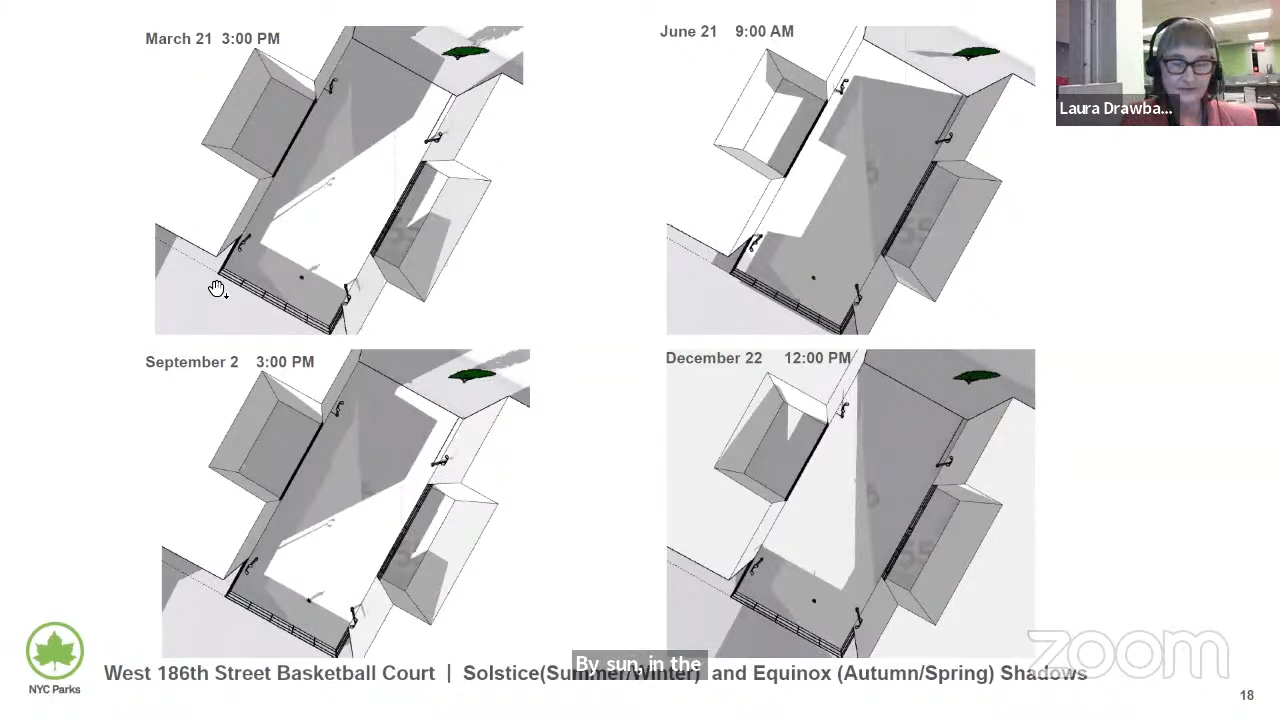 March 21 3:00 PM
June 21 9:00 AM
Laura Drawba...
September 2 3:00 PM
December 22 12:00 PM
NYC Parks
West 186th Street Basketball Court | Solstice(Summer/Winter) and Equinox (Autumn/Spring) Shadows
By sun, in the
zoom
18